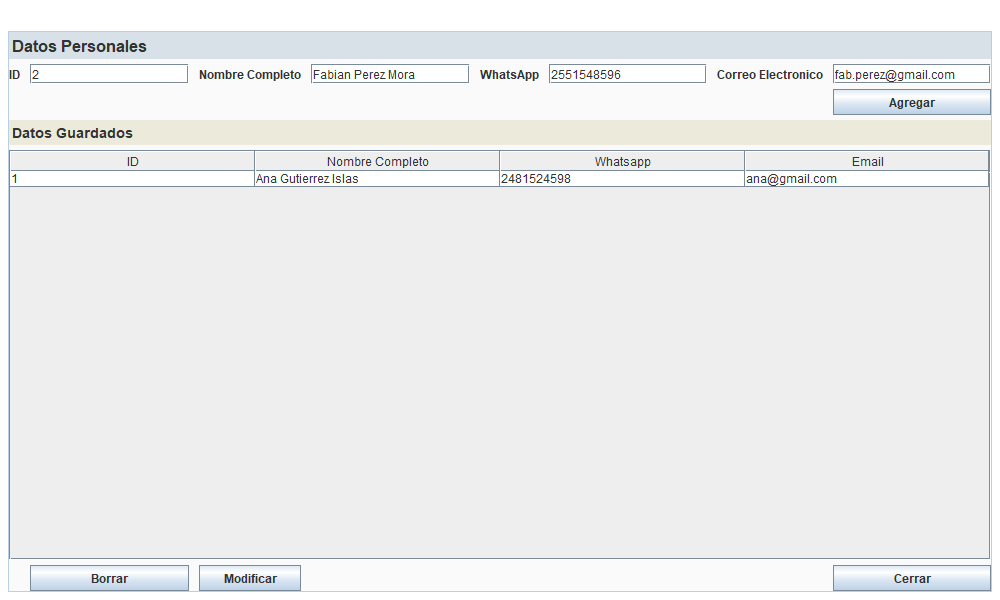 Datos Personales
ID 2 Nombre Completo Fabian Perez Mora WhatsApp 2551548596 Correo Electronico fab.perez@gmail.com
Agregar
Datos Guardados
ID Nombre Completo Whatsapp Email
1 Ana Gutierrez Islas 2481524598 ana@gmail.com
Borrar Modificar Cerrar